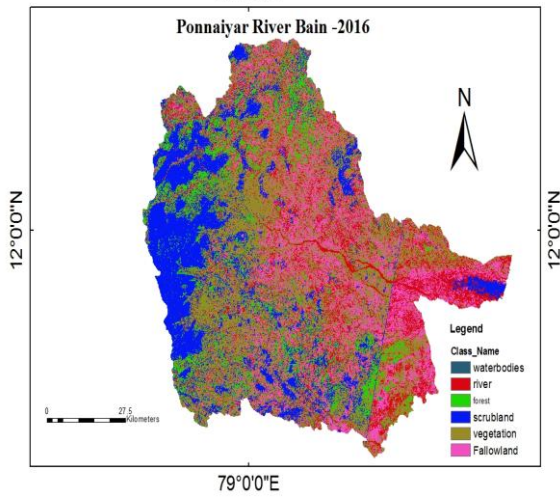 Ponnaiyar River Bain -2016
N
12°0'0"N
12°0'0"N
Legend
Class_Name
waterbodies
river
forest
scrubland
vegetation
Fallowland
0 27.5
Kilometers
79°0'0"E